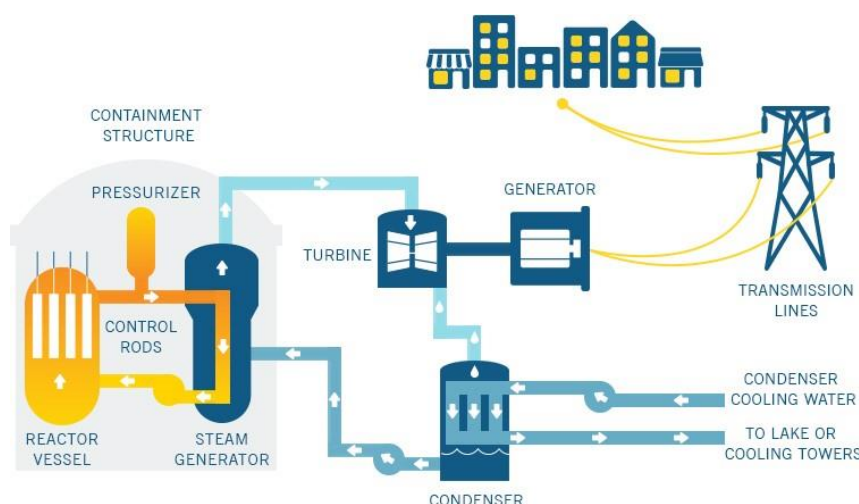 CONTAINMENT
STRUCTURE
PRESSURIZER
GENERATOR
TURBINE
TRANSMISSION
LINES
CONTROL
RODS
CONDENSER
COOLING WATER
REACTOR
VESSEL
STEAM
GENERATOR
TO LAKE OR
COOLING TOWERS
CONDENSER